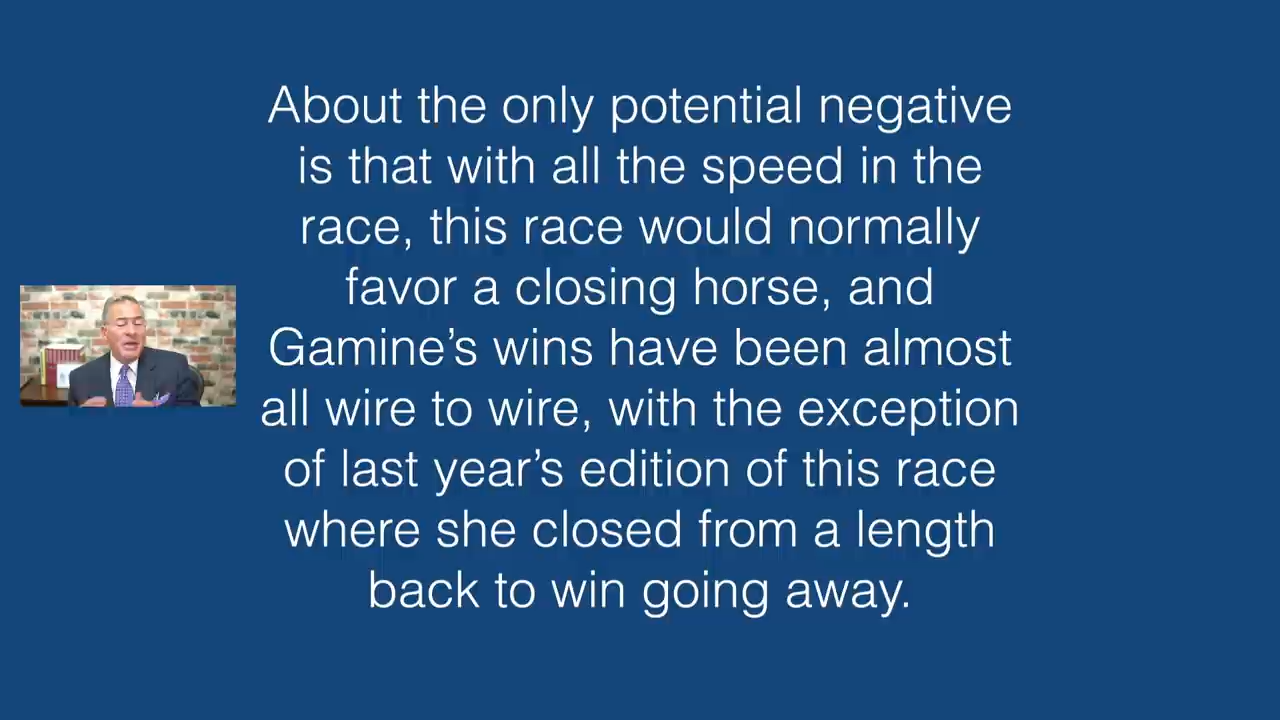 About the only potential negative
is that with all the speed in the
race, this race would normally
favor a closing horse, and
Gamine’s wins have been almost
all wire to wire, with the exception
of last year’s edition of this race
where she closed from a length
back to win going away.